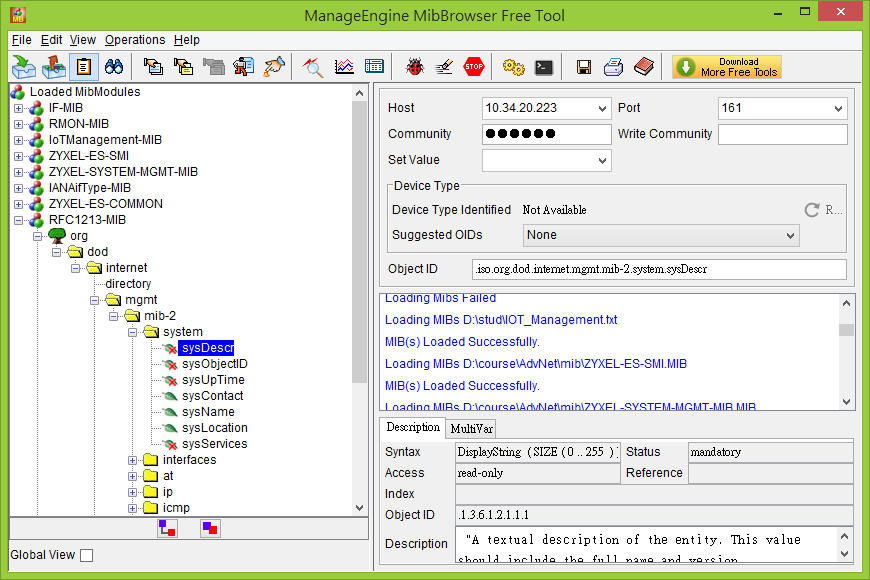 ManageEngine MibBrowser Free Tool
File Edit View Operations Help
STOP
Download
More Free Tools
Loaded MibModules
IF-MIB
RMON-MIB
IoTManagement-MIB
ZYXEL-ES-SMI
ZYXEL-SYSTEM-MGMT-MIB
IANAifType-MIB
ZYXEL-ES-COMMON
RFC1213-MIB
org
dod
internet
directory
mgmt
mib-2
system
sysDescr
sysObjectID
sysUpTime
sysContact
sysName
sysLocation
sysServices
interfaces
at
ip
icmp
Global View
Host 10.34.20.223 Port 161
Community ●●●●●● Write Community
Set Value
Device Type
Device Type Identified Not Available R...
Suggested OIDs None
Object ID .iso.org.dod.internet.mgmt.mib-2.system.sysDescr
Loading Mibs Failed
Loading MIBs D:\stud\IOT_Management.txt
MIB(s) Loaded Successfully.
Loading MIBs D:\course\AdvNet\mib\ZYXEL-ES-SMI.MIB
MIB(s) Loaded Successfully.
Loading MIBs D:\course\AdvNet\mib\ZYXEL-SYSTEM-MGMT-MIB.MIB
Description MultiVar
Syntax DisplayString ( SIZE ( 0 .. 255 ) ) Status mandatory
Access read-only Reference
Index
Object ID .1.3.6.1.2.1.1.1
Description "A textual description of the entity. This value
should include the full name and version